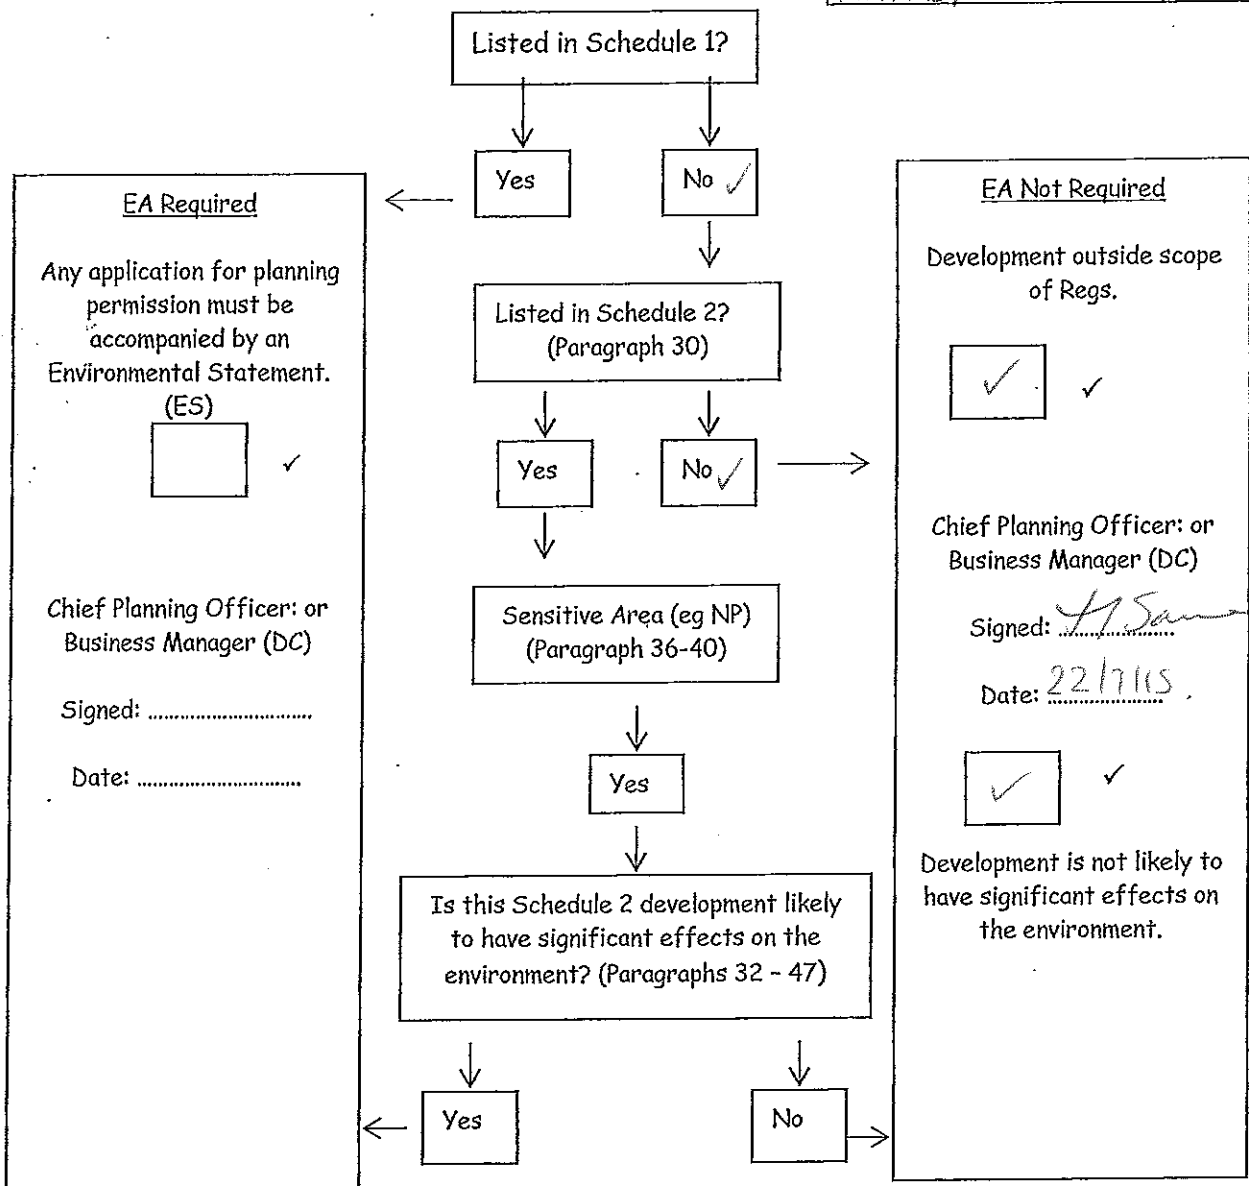 Listed in Schedule 1?
Yes
No ✓
EA Required
Any application for planning
permission must be
accompanied by an
Environmental Statement.
(ES)
✓
Chief Planning Officer: or
Business Manager (DC)
Signed: ..............................
Date: ..............................
Listed in Schedule 2?
(Paragraph 30)
Yes
No ✓
Sensitive Area (eg NP)
(Paragraph 36-40)
Yes
Is this Schedule 2 development likely
to have significant effects on the
environment? (Paragraphs 32 - 47)
Yes
No
EA Not Required
Development outside scope
of Regs.
✓ ✓
Chief Planning Officer: or
Business Manager (DC)
Signed:
Date: 22/7/15
✓ ✓
Development is not likely to
have significant effects on
the environment.